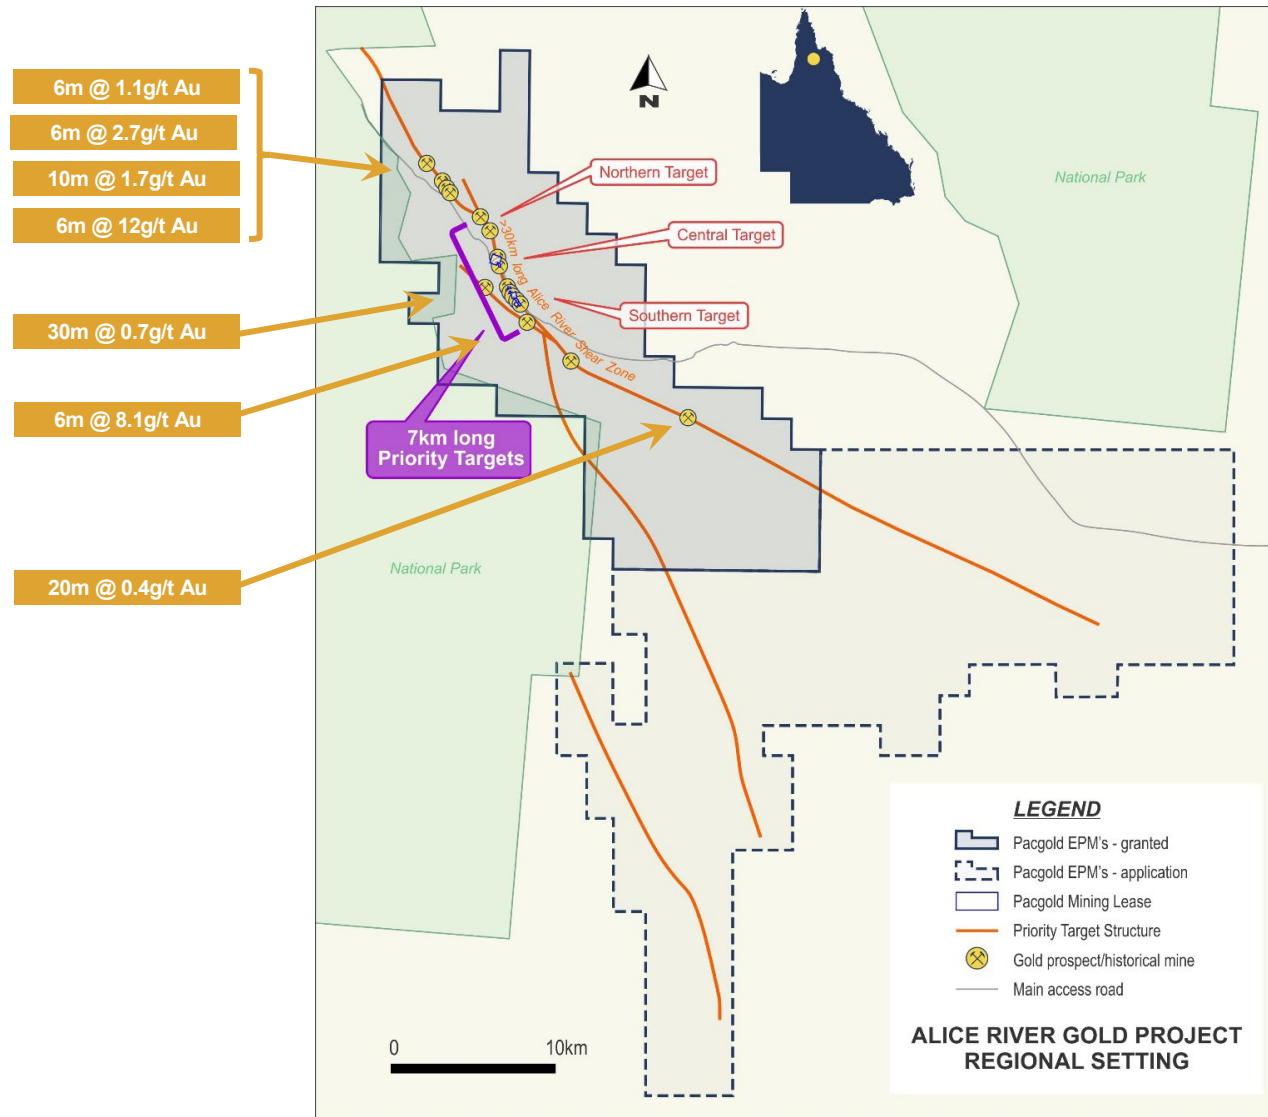 6m @ 1.1g/t Au
6m @ 2.7g/t Au
10m @ 1.7g/t Au
6m @ 12g/t Au
30m @ 0.7g/t Au
6m @ 8.1g/t Au
20m @ 0.4g/t Au
N
National Park
Northern Target
Central Target
Southern Target
>30km long Alice River Shear Zone
7km long
Priority Targets
National Park
0 10km
LEGEND
Pacgold EPM's - granted
Pacgold EPM's - application
Pacgold Mining Lease
Priority Target Structure
Gold prospect/historical mine
Main access road
ALICE RIVER GOLD PROJECT
REGIONAL SETTING